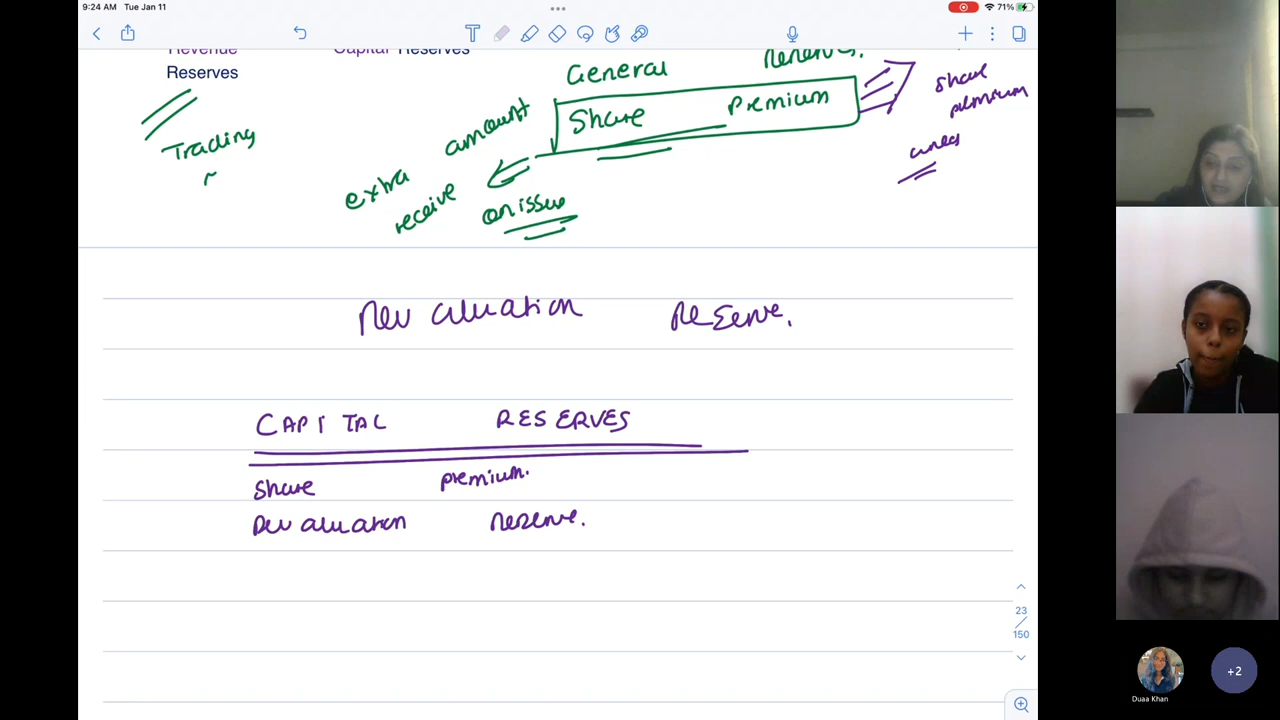 9:24 AM Tue Jan 11
71%
Revenue Capital Reserves
Reserves
General
Share Premium
share
premium
Trading
extra amount
receive on issue
Revaluation Reserve.
CAPITAL RESERVES
Share premium.
Revaluation reserve.
23
150
Duaa Khan
+2